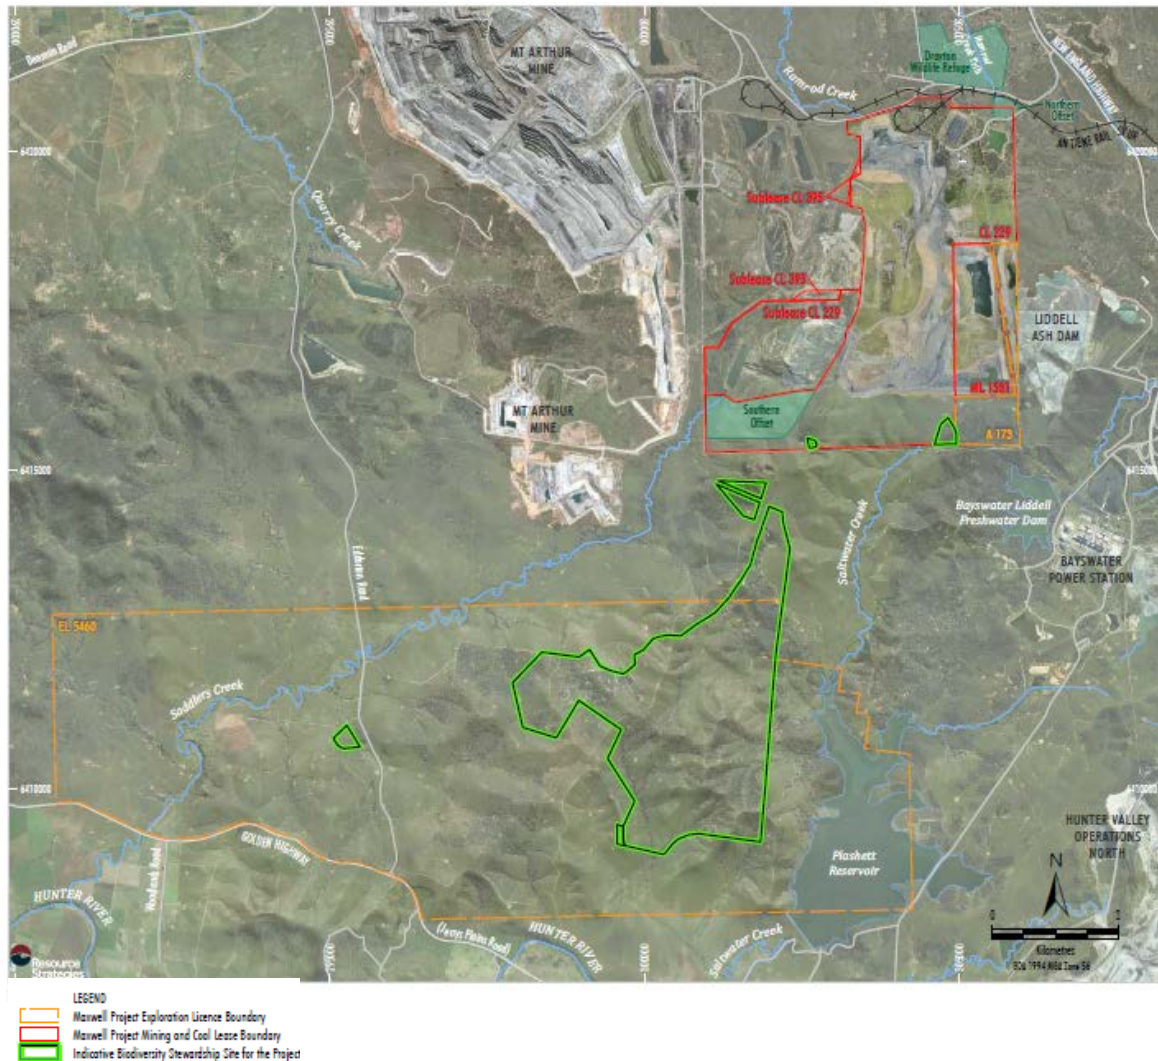 Denman Road
MT ARTHUR
MINE
Ramrod Creek
Drayton
Wildlife Refuge
NEW ENGLAND HIGHWAY
Northern
Offset
ANTIENE RAIL SPUR
6420000
Quarry Creek
Sublease CL 395
CL 229
Sublease CL 395
Sublease CL 229
LIDDELL
ASH DAM
MT ARTHUR
MINE
Southern
Offset
A 173
6415000
6415000
Edderton Road
Saltwater Creek
Bayswater Liddell
Freshwater Dam
BAYSWATER
POWER STATION
EL 5460
Saddlers Creek
6410000
6410000
GOLDEN HIGHWAY
HUNTER VALLEY
OPERATIONS
NORTH
Plashett
Reservoir
N
HUNTER RIVER
(Jerrys Plains Road)
HUNTER RIVER
Saltwater Creek
0
Kilometres
GDA 1994 MGA Zone 56
Resource
Strategies
LEGEND
Maxwell Project Exploration Licence Boundary
Maxwell Project Mining and Coal Lease Boundary
Indicative Biodiversity Stewardship Site for the Project